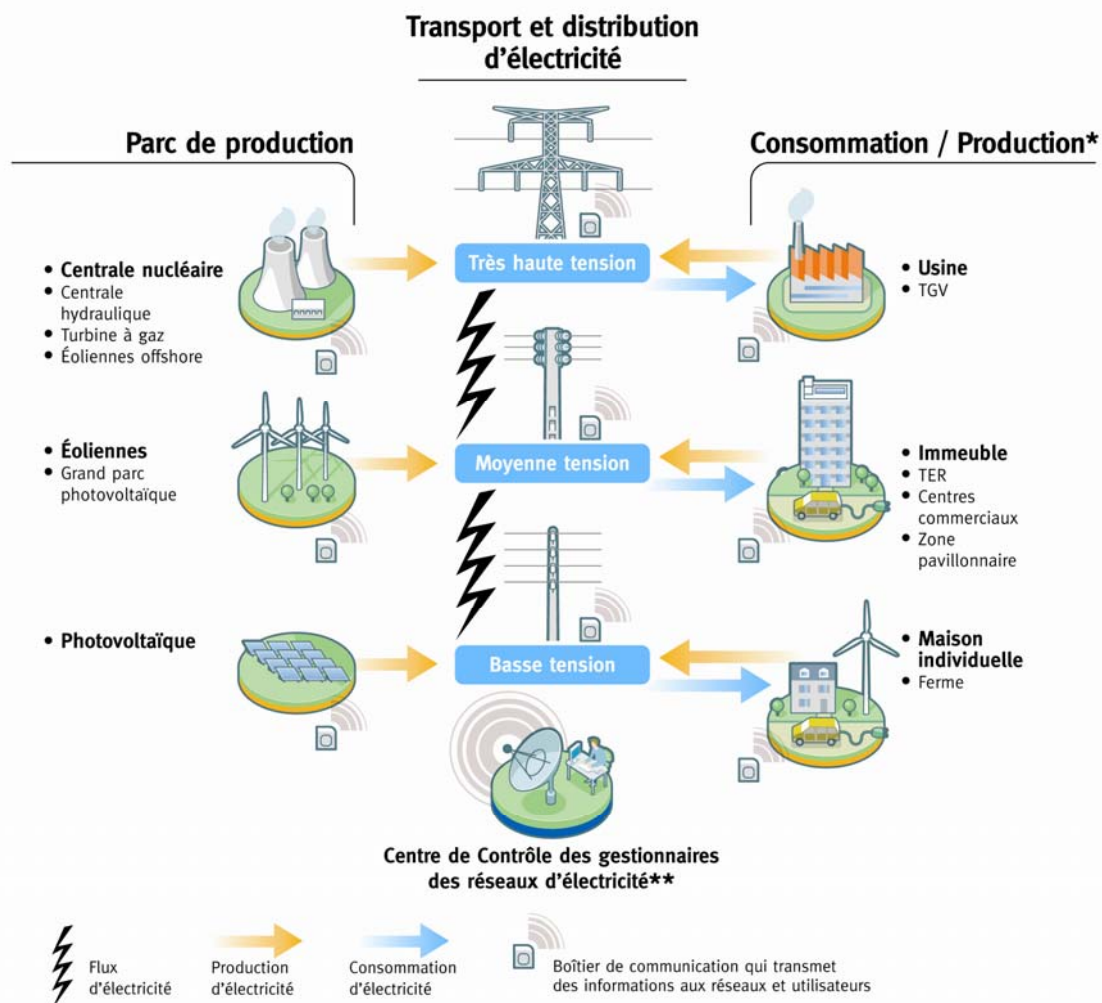 Transport et distribution
d'électricité
Parc de production
Consommation / Production*
• Centrale nucléaire
• Centrale
hydraulique
• Turbine à gaz
• Éoliennes offshore
Très haute tension
• Usine
• TGV
• Éoliennes
• Grand parc
photovoltaïque
Moyenne tension
• Immeuble
• TER
• Centres
commerciaux
• Zone
pavillonnaire
• Photovoltaïque
Basse tension
• Maison
individuelle
• Ferme
Centre de Contrôle des gestionnaires
des réseaux d'électricité**
Flux
d'électricité
Production
d'électricité
Consommation
d'électricité
Boîtier de communication qui transmet
des informations aux réseaux et utilisateurs